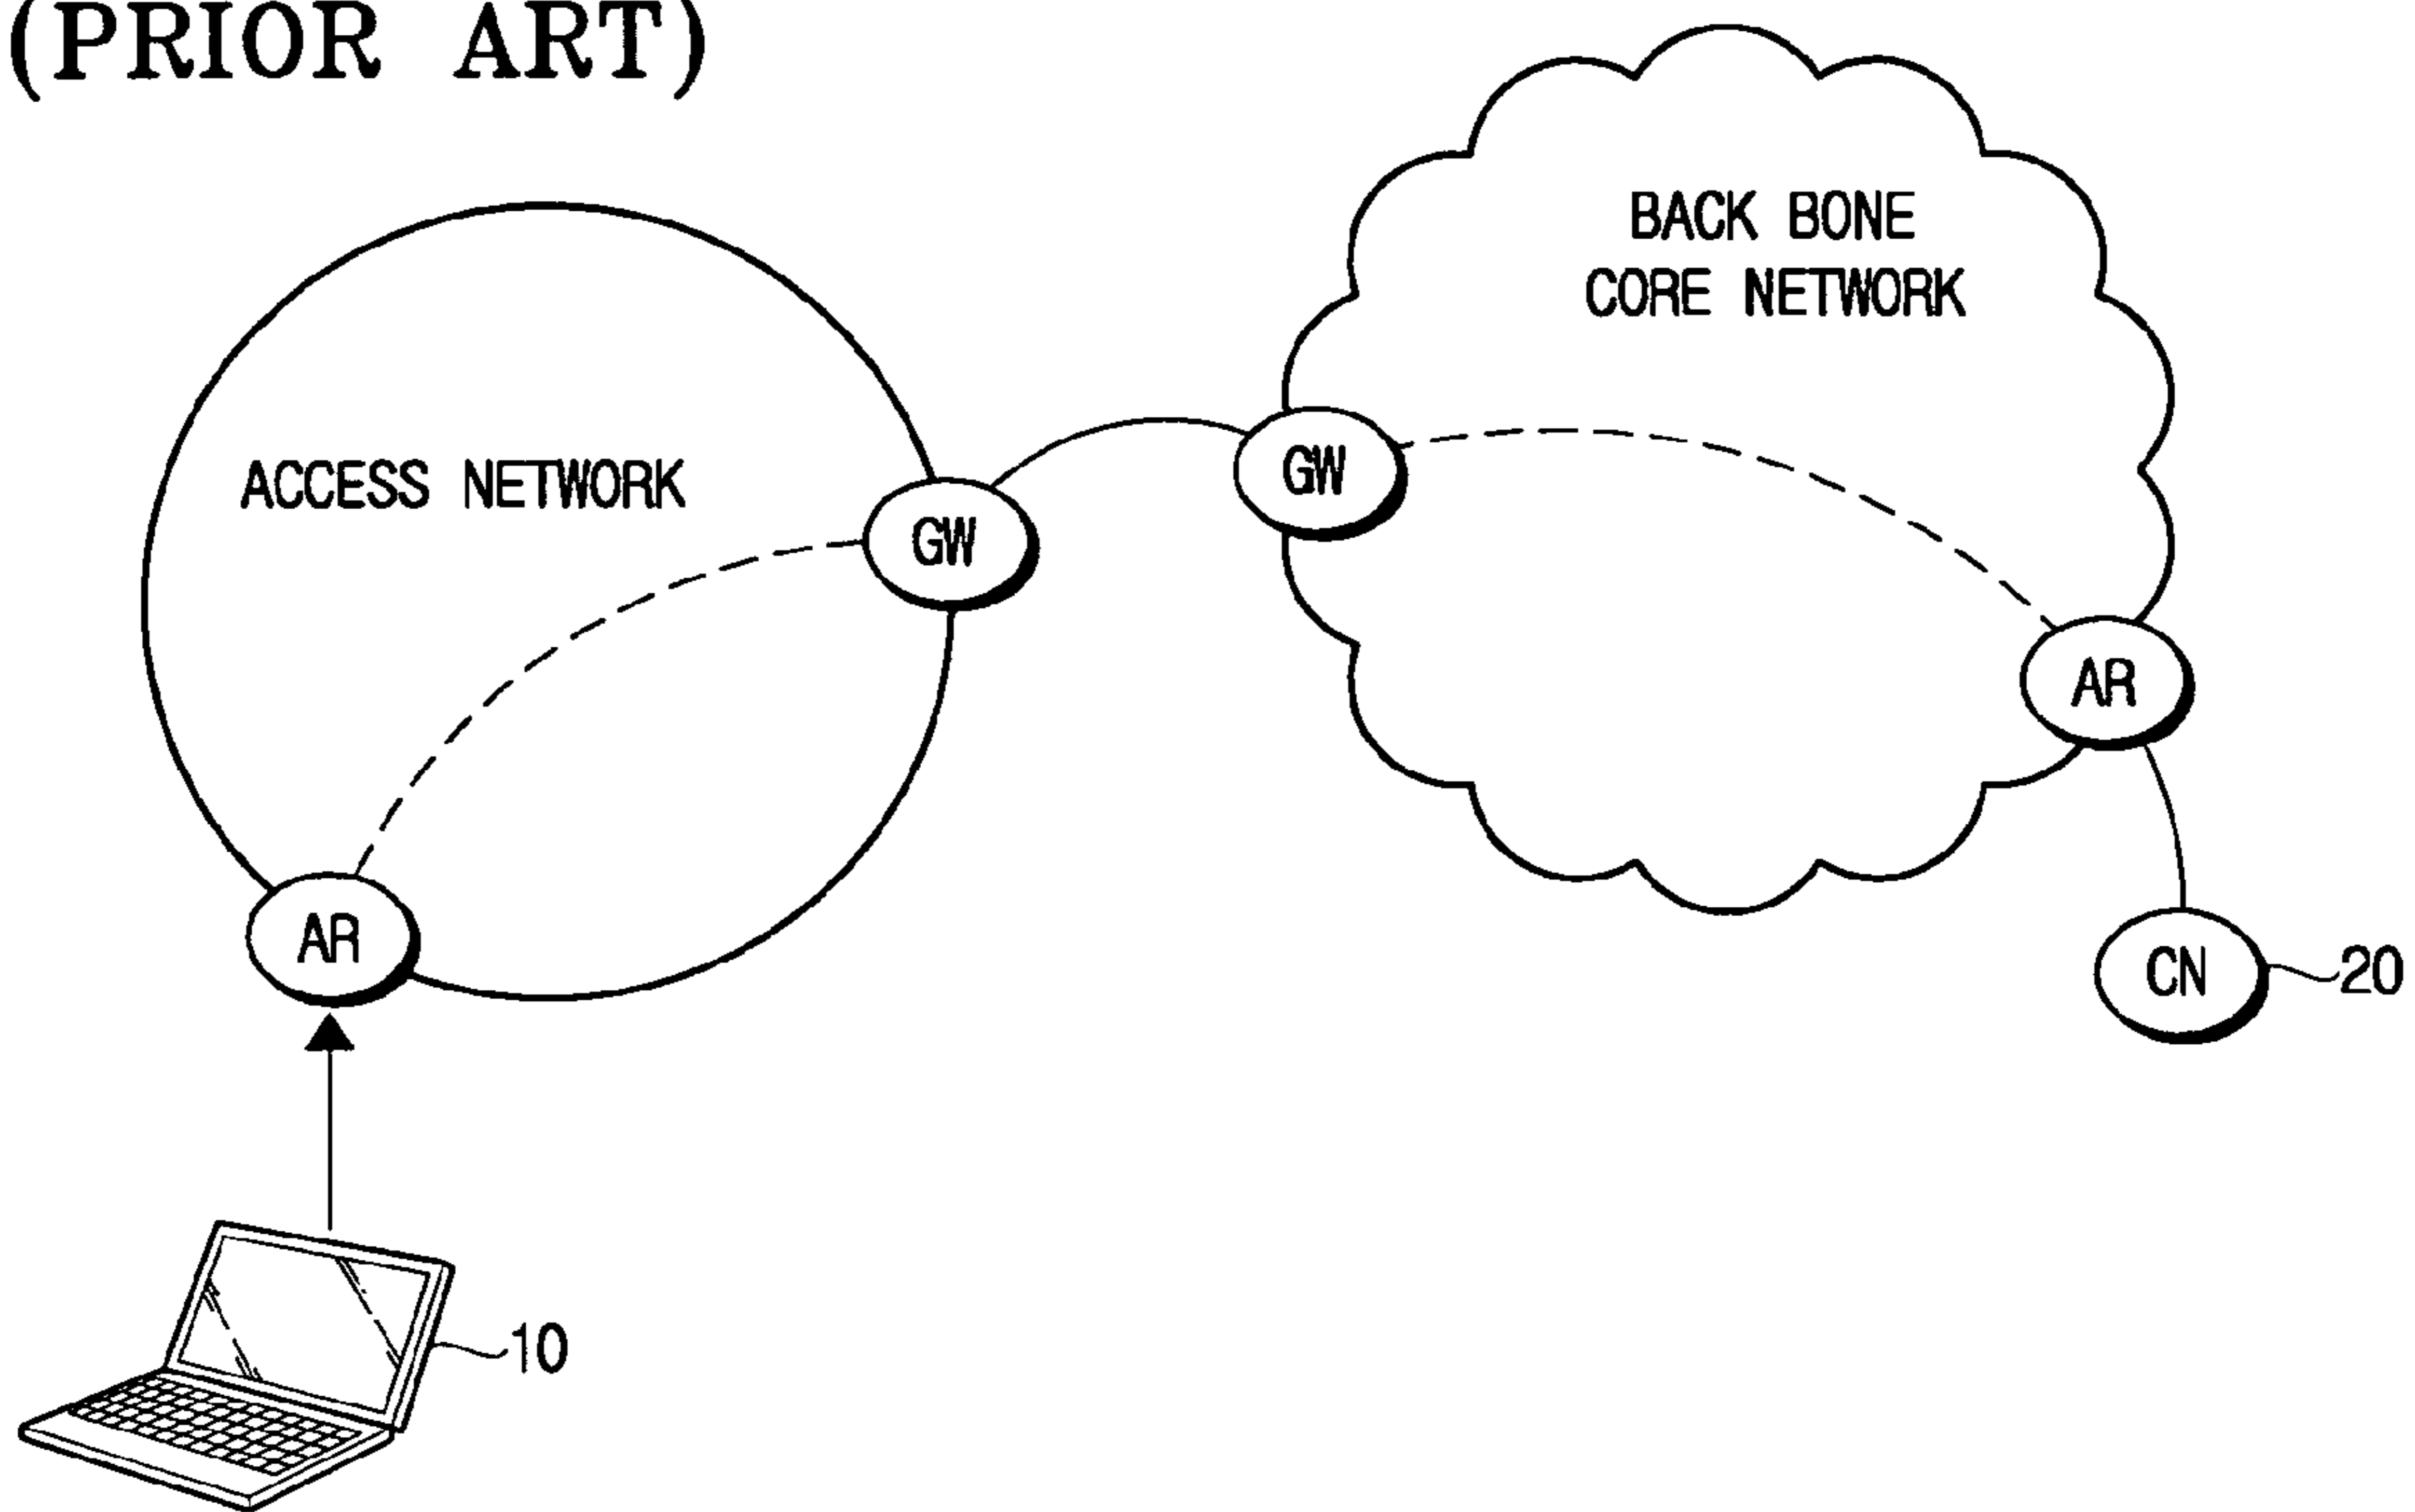 (PRIOR ART)
BACK BONE
CORE NETWORK
ACCESS NETWORK
GW
GW
AR
AR
CN
20
10